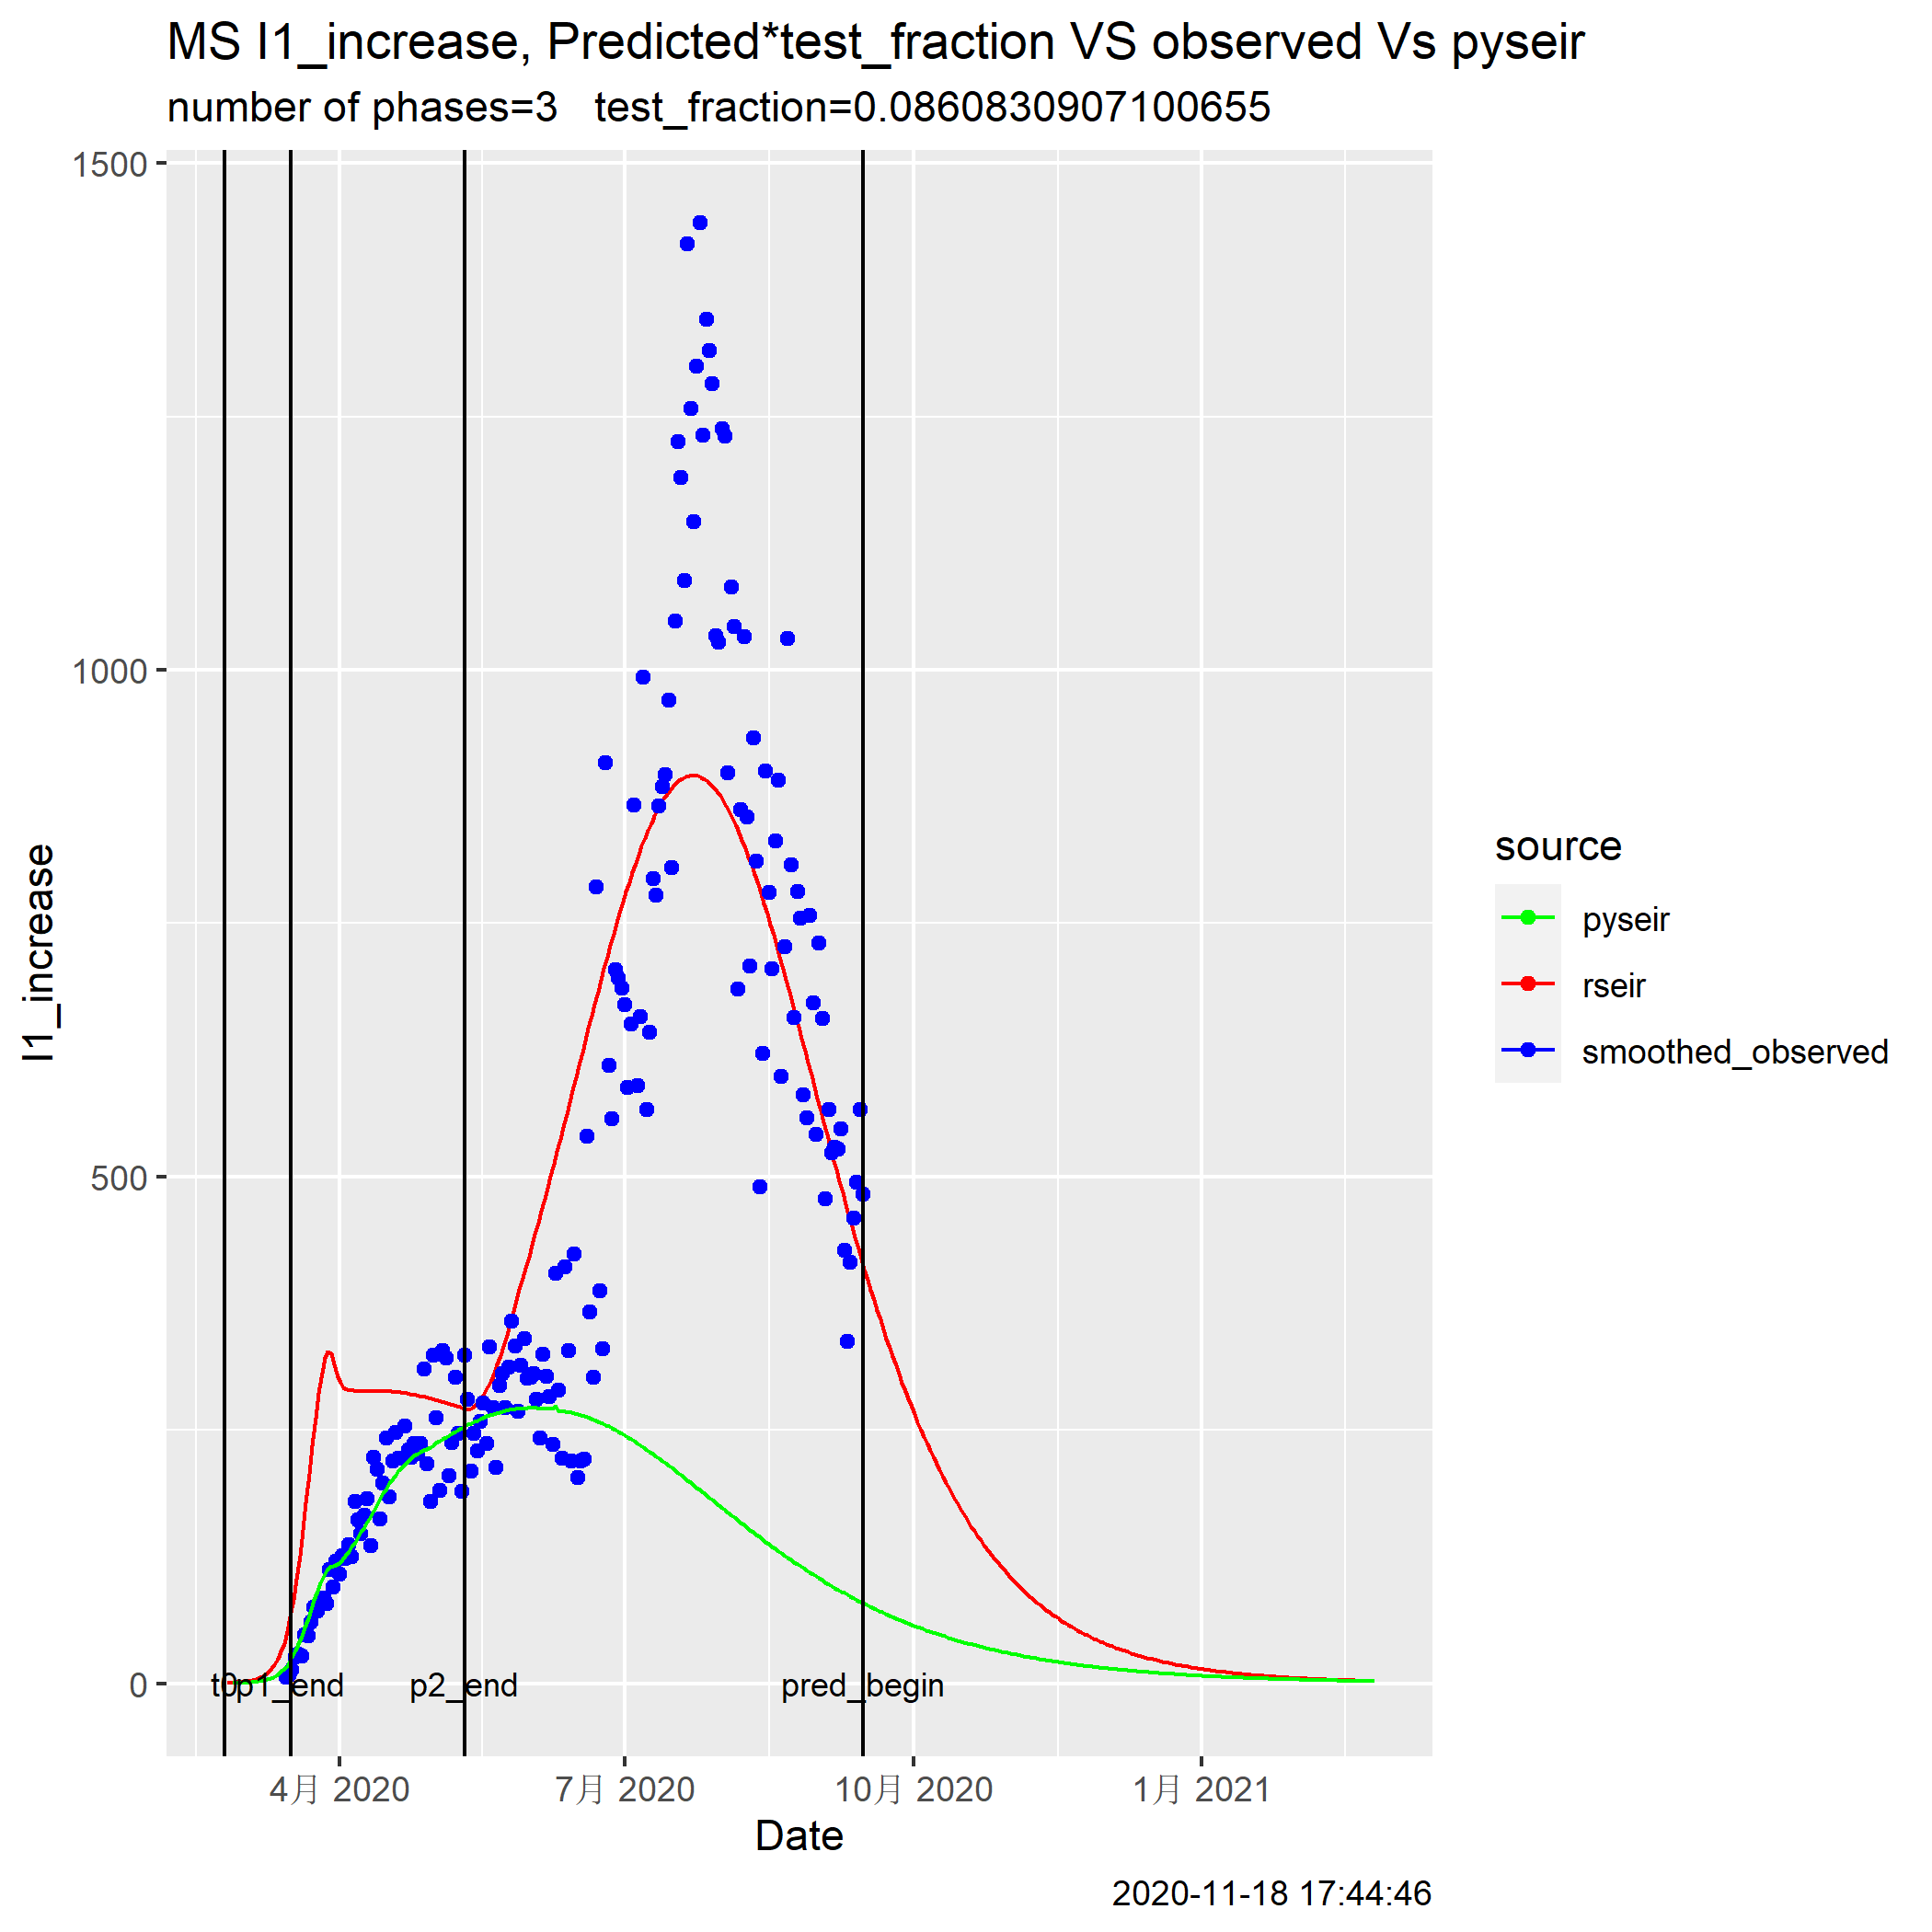 MS I1_increase, Predicted*test_fraction VS observed Vs pyseir
number of phases=3 test_fraction=0.0860830907100655
1500
1000
500
0
I1_increase
t0
p1_end
p2_end
pred_begin
4月 2020
7月 2020
10月 2020
1月 2021
Date
source
pyseir
rseir
smoothed_observed
2020-11-18 17:44:46